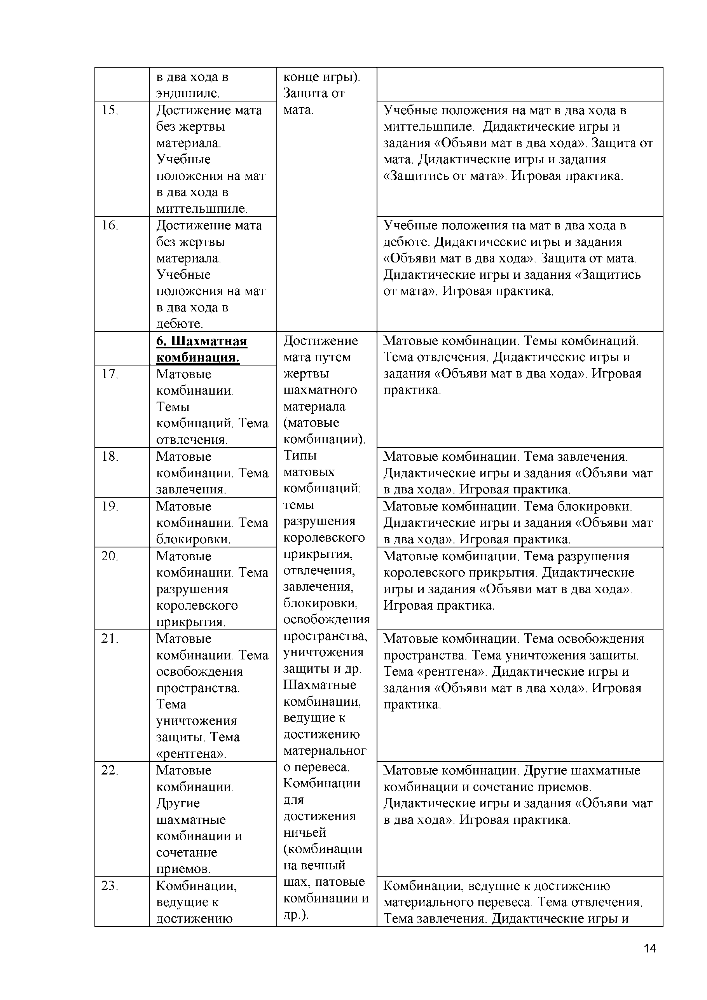 в два хода в
эндшпиле.
конце игры).
Защита от
мата.
15.
Достижение мата
без жертвы
материала.
Учебные
положения на мат
в два хода в
миттельшпиле.
Учебные положения на мат в два хода в
миттельшпиле.  Дидактические игры и
задания «Объяви мат в два хода». Защита от
мата. Дидактические игры и задания
«Защитись от мата». Игровая практика.
16.
Достижение мата
без жертвы
материала.
Учебные
положения на мат
в два хода в
дебюте.
Учебные положения на мат в два хода в
дебюте. Дидактические игры и задания
«Объяви мат в два хода». Защита от мата.
Дидактические игры и задания «Защитись
от мата». Игровая практика.
6. Шахматная
комбинация.
Достижение
мата путем
жертвы
шахматного
материала
(матовые
комбинации).
Типы
матовых
комбинаций:
темы
разрушения
королевского
прикрытия,
отвлечения,
завлечения,
блокировки,
освобождения
пространства,
уничтожения
защиты и др.
Шахматные
комбинации,
ведущие к
достижению
материальног
о перевеса.
Комбинации
для
достижения
ничьей
(комбинации
на вечный
шах, патовые
комбинации и
др.).
Матовые комбинации. Темы комбинаций.
Тема отвлечения. Дидактические игры и
задания «Объяви мат в два хода». Игровая
практика.
17.
Матовые
комбинации.
Темы
комбинаций. Тема
отвлечения.
18.
Матовые
комбинации. Тема
завлечения.
Матовые комбинации. Тема завлечения.
Дидактические игры и задания «Объяви мат
в два хода». Игровая практика.
19.
Матовые
комбинации. Тема
блокировки.
Матовые комбинации. Тема блокировки.
Дидактические игры и задания «Объяви мат
в два хода». Игровая практика.
20.
Матовые
комбинации. Тема
разрушения
королевского
прикрытия.
Матовые комбинации. Тема разрушения
королевского прикрытия. Дидактические
игры и задания «Объяви мат в два хода».
Игровая практика.
21.
Матовые
комбинации. Тема
освобождения
пространства.
Тема
уничтожения
защиты. Тема
«рентгена».
Матовые комбинации. Тема освобождения
пространства. Тема уничтожения защиты.
Тема «рентгена». Дидактические игры и
задания «Объяви мат в два хода». Игровая
практика.
22.
Матовые
комбинации.
Другие
шахматные
комбинации и
сочетание
приемов.
Матовые комбинации. Другие шахматные
комбинации и сочетание приемов.
Дидактические игры и задания «Объяви мат
в два хода». Игровая практика.
23.
Комбинации,
ведущие к
достижению
Комбинации, ведущие к достижению
материального перевеса. Тема отвлечения.
Тема завлечения. Дидактические игры и
14